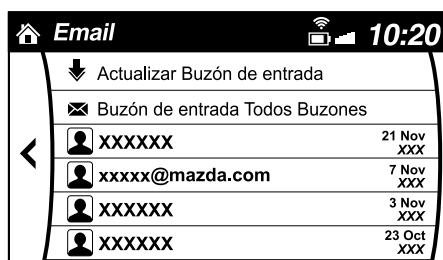 Email 10:20
Actualizar Buzón de entrada
Buzón de entrada Todos Buzones
XXXXXX 21 Nov
XXX
xxxxx@mazda.com 7 Nov
XXX
XXXXXX 3 Nov
XXX
XXXXXX 23 Oct
XXX